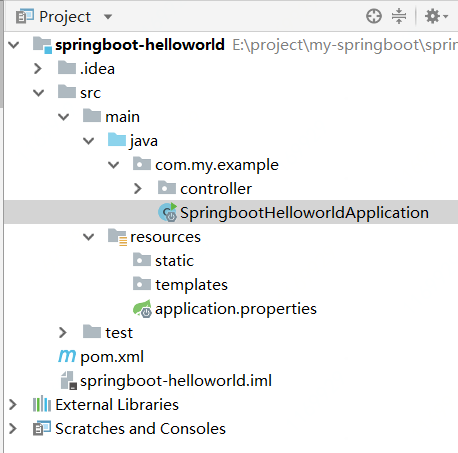 Project
springboot-helloworld E:\project\my-springboot\sprin
.idea
src
main
java
com.my.example
controller
SpringbootHelloworldApplication
resources
static
templates
application.properties
test
pom.xml
springboot-helloworld.iml
External Libraries
Scratches and Consoles